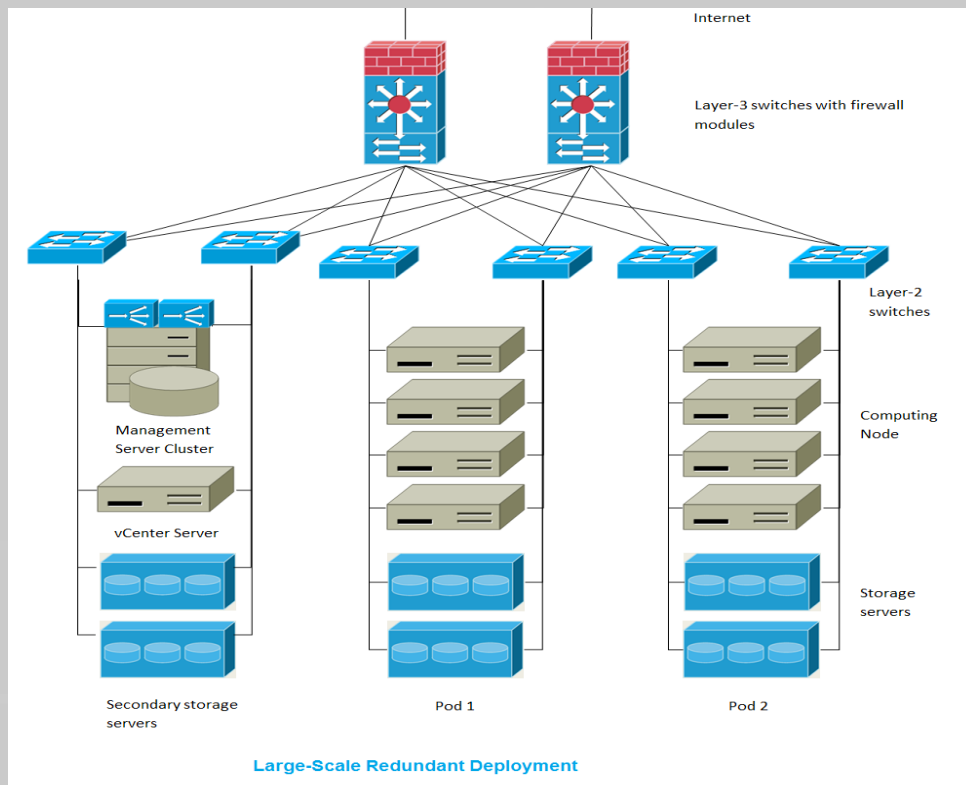 Internet
Layer-3 switches with firewall
modules
Layer-2
switches
Management
Server Cluster
Computing
Node
vCenter Server
Storage
servers
Secondary storage
servers
Pod 1
Pod 2
Large-Scale Redundant Deployment